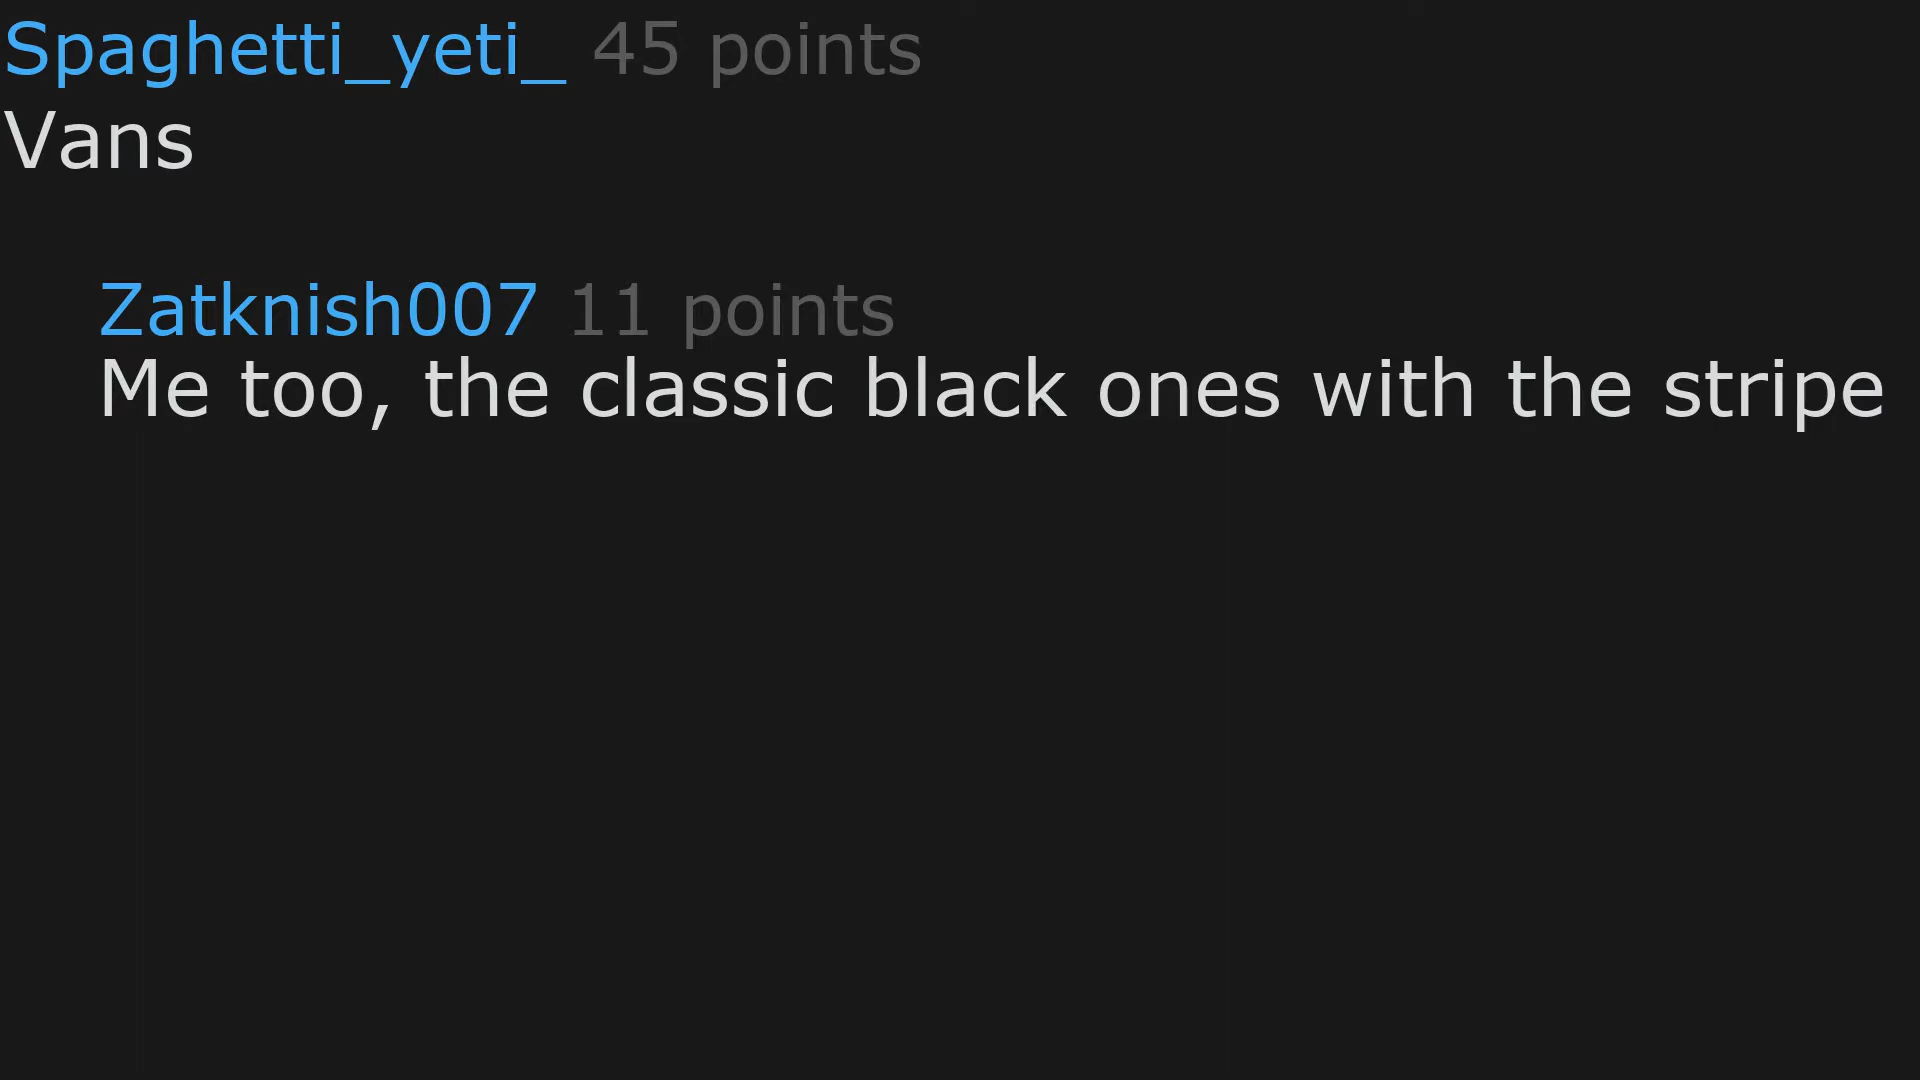 Spaghetti_yeti_ 45 points
Vans
Zatknish007 11 points
Me too, the classic black ones with the stripe